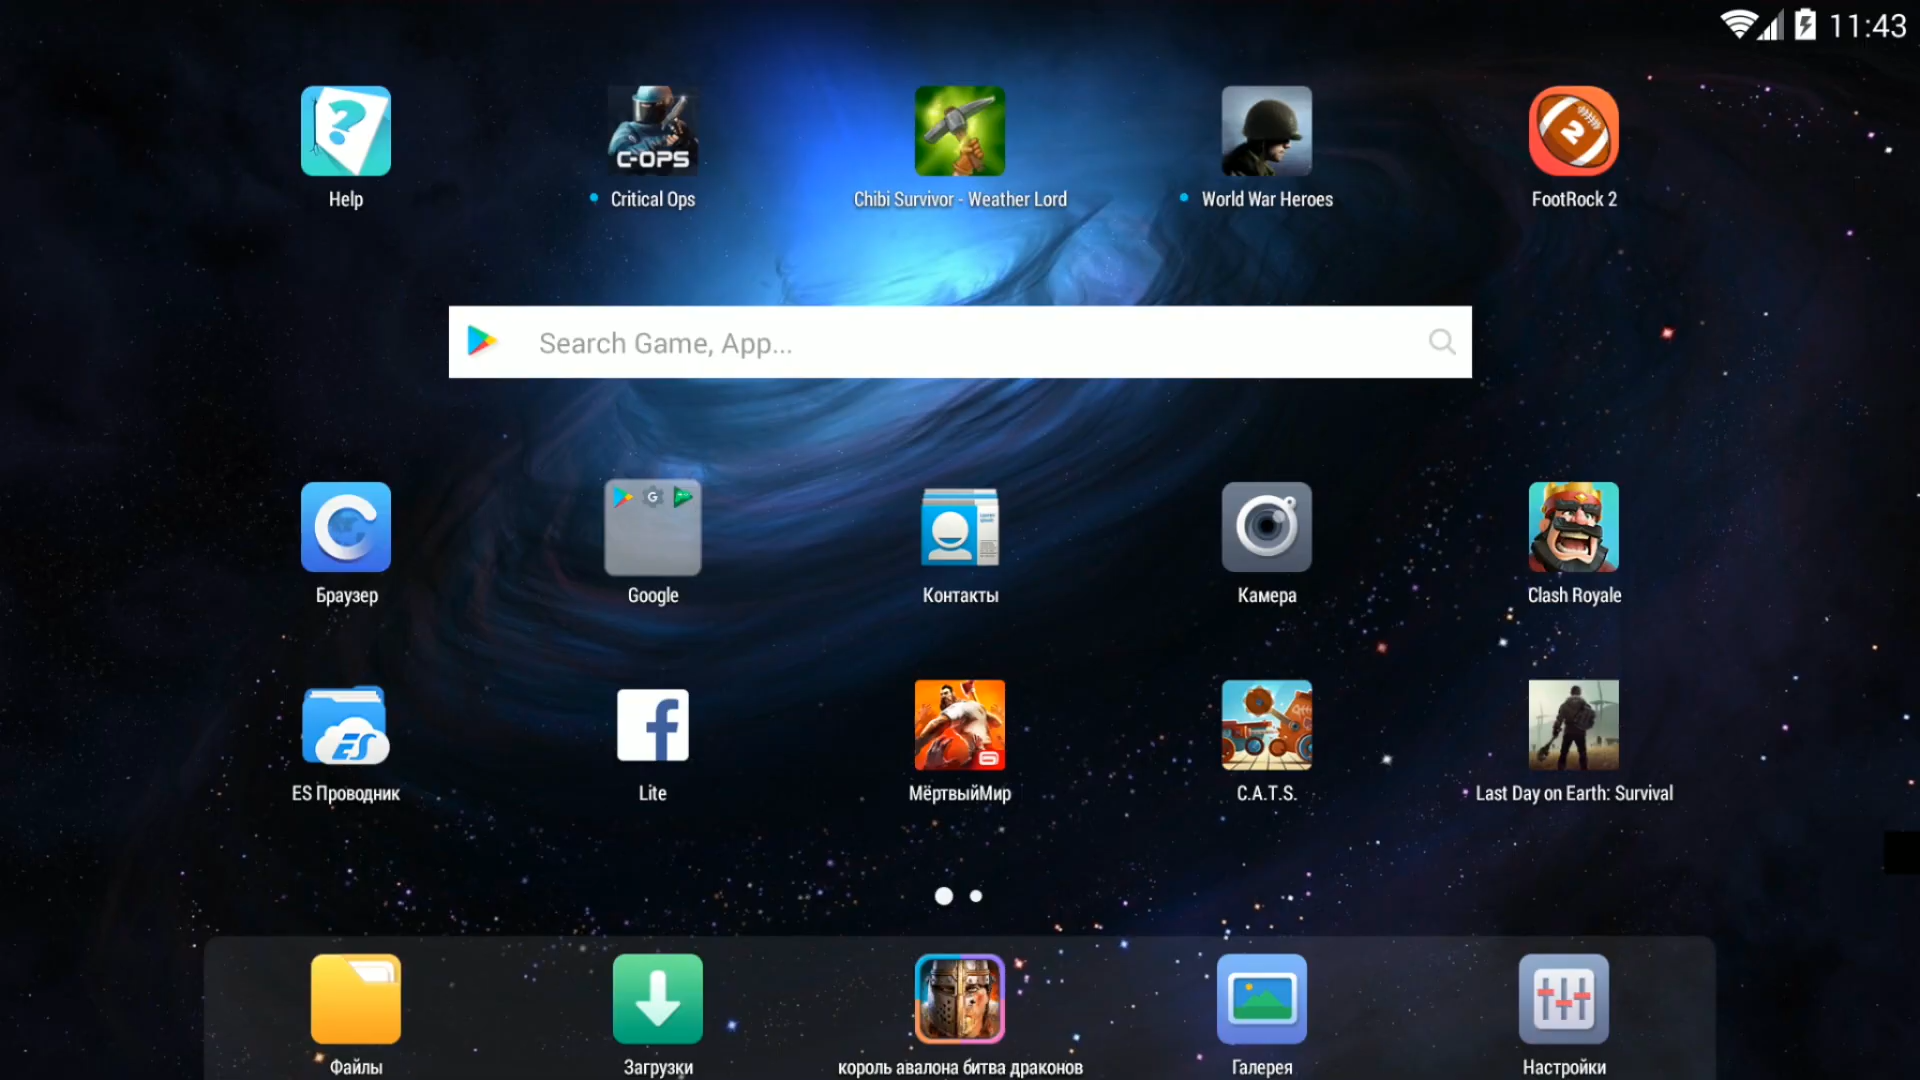 11:43
C-OPS
2
Help
Critical Ops
Chibi Survivor - Weather Lord
World War Heroes
FootRock 2
Search Game, App...
G
Браузер
Google
Контакты
Камера
Clash Royale
ES
ES Проводник
Lite
МёртвыйМир
C.A.T.S.
Last Day on Earth: Survival
Файлы
Загрузки
король авалона битва драконов
Галерея
Настройки